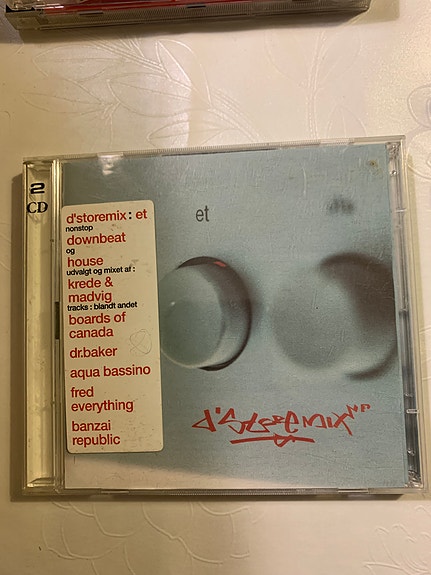 2
CD
d'storemix: et
nonstop
downbeat
og
house
udvalgt og mixet af :
krede &
madvig
tracks : blandt andet
boards of
canada
dr.baker
aqua bassino
fred
everything
banzai
republic
et
d'storemix